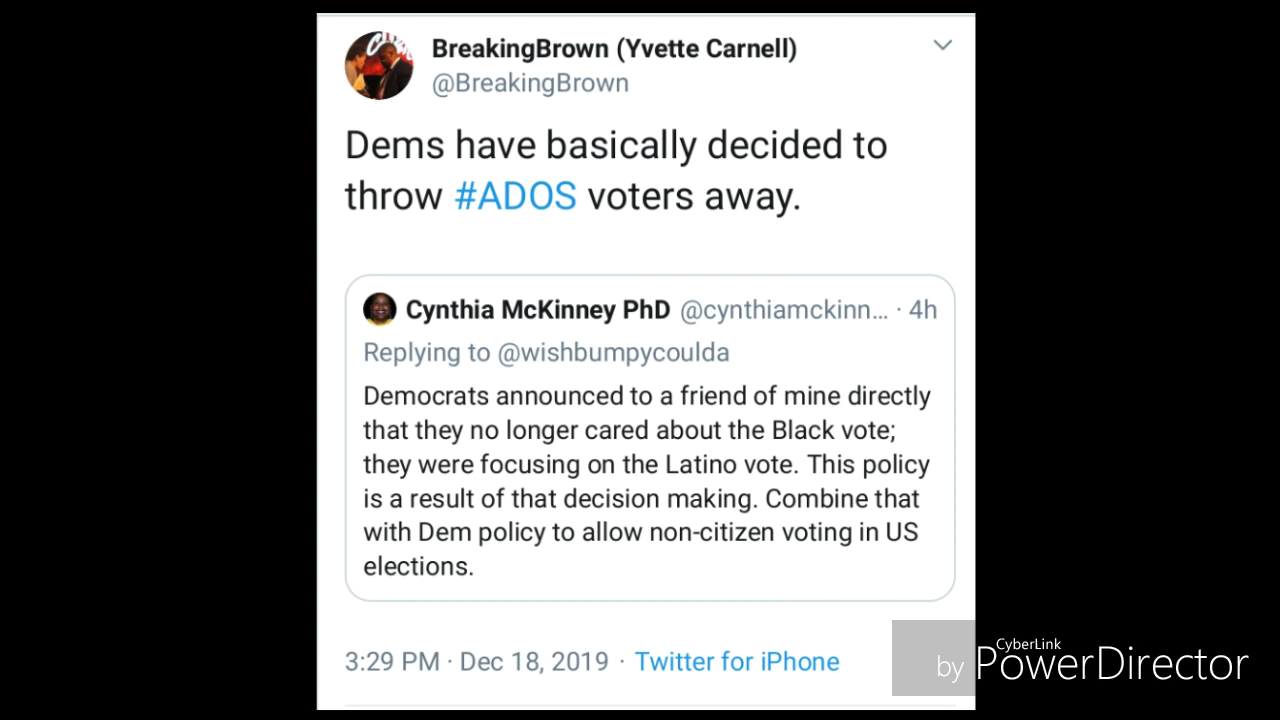 BreakingBrown (Yvette Carnell)
@BreakingBrown
Dems have basically decided to
throw #ADOS voters away.
Cynthia McKinney PhD @cynthiamckinn... · 4h
Replying to @wishbumpycoulda
Democrats announced to a friend of mine directly
that they no longer cared about the Black vote;
they were focusing on the Latino vote. This policy
is a result of that decision making. Combine that
with Dem policy to allow non-citizen voting in US
elections.
3:29 PM · Dec 18, 2019 · Twitter for iPhone
CyberLink
by PowerDirector